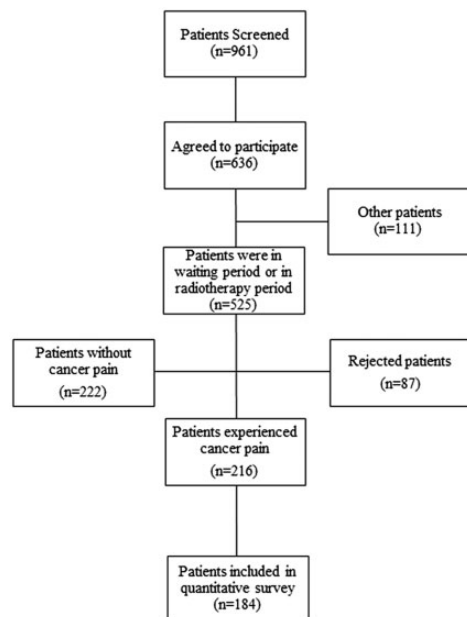 Patients Screened
(n=961)
Agreed to participate
(n=636)
Other patients
(n=111)
Patients were in
waiting period or in
radiotherapy period
(n=525)
Patients without
cancer pain
(n=222)
Rejected patients
(n=87)
Patients experienced
cancer pain
(n=216)
Patients included in
quantitative survey
(n=184)